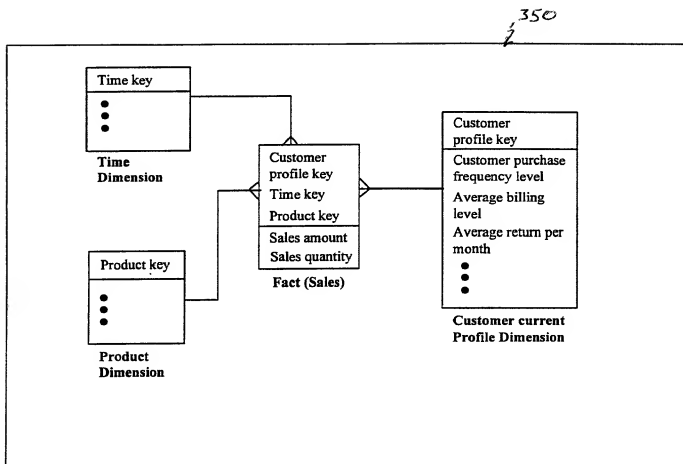 350
Time key
Time
Dimension
Product key
Product
Dimension
Customer
profile key
Time key
Product key
Sales amount
Sales quantity
Fact (Sales)
Customer
profile key
Customer purchase
frequency level
Average billing
level
Average return per
month
Customer current
Profile Dimension